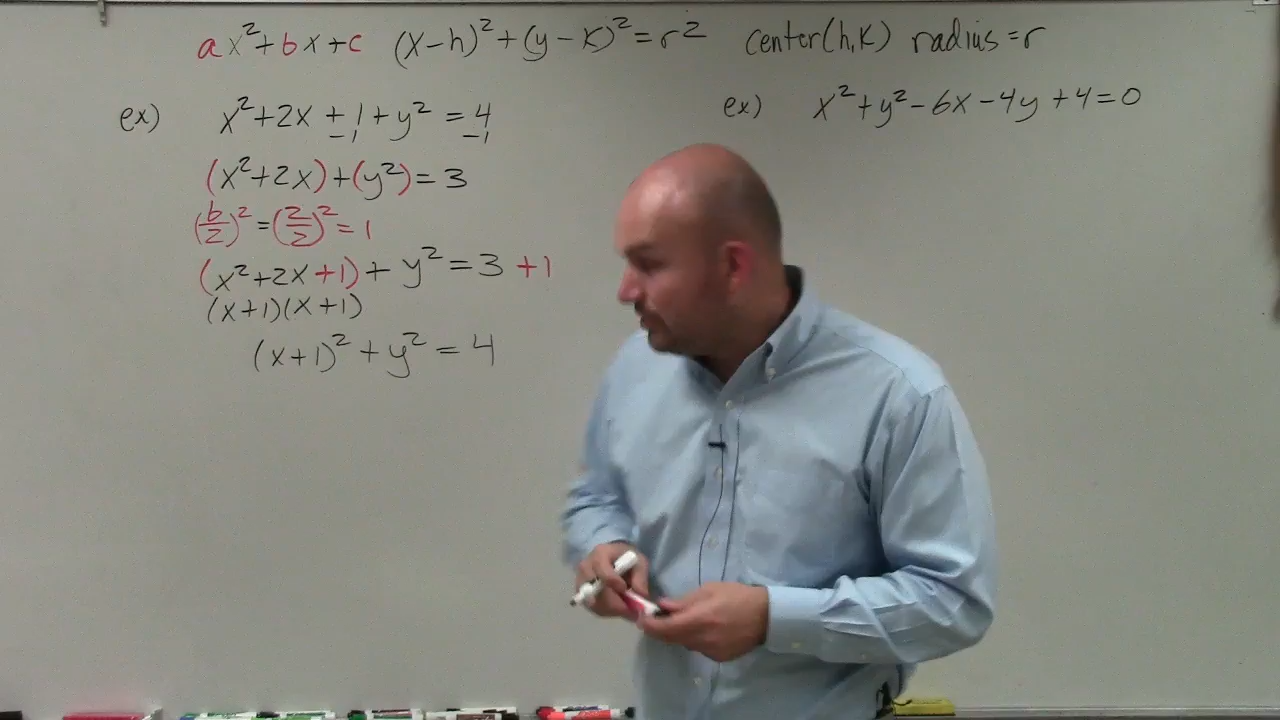 ax²+bx+c (x-h)²+(y-k)²=r² center(h,k) radius=r
ex) x²+2x+1+y²=4
-1 -1
(x²+2x)+(y²)=3
(b/2)²=(2/2)²=1
(x²+2x+1)+y²=3+1
(x+1)(x+1)
(x+1)²+y²=4
ex) x²+y²-6x-4y+4=0